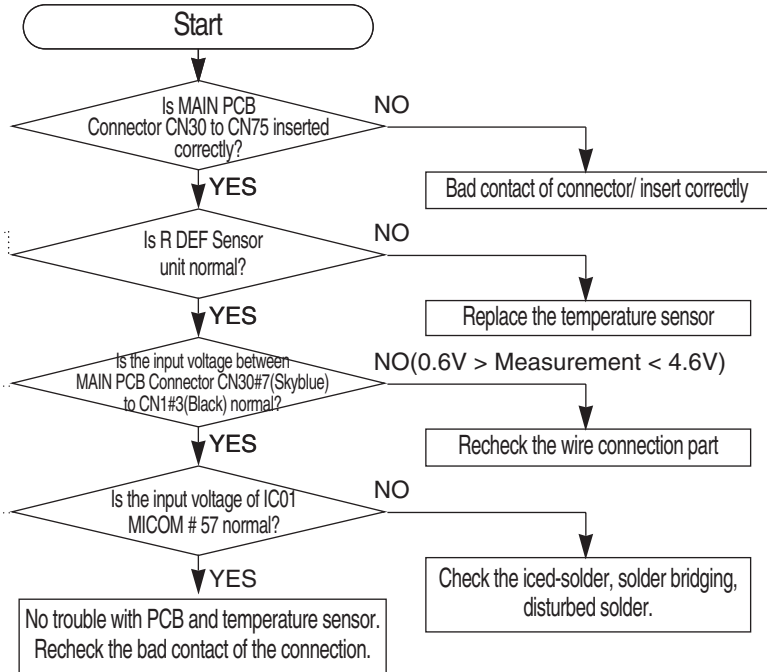 Start
Is MAIN PCB
Connector CN30 to CN75 inserted
correctly?
NO
Bad contact of connector/ insert correctly
YES
Is R DEF Sensor
unit normal?
NO
Replace the temperature sensor
YES
Is the input voltage between
MAIN PCB Connector CN30#7(Skyblue)
to CN1#3(Black) normal?
NO(0.6V > Measurement < 4.6V)
Recheck the wire connection part
YES
Is the input voltage of IC01
MICOM # 57 normal?
NO
Check the iced-solder, solder bridging,
disturbed solder.
YES
No trouble with PCB and temperature sensor.
Recheck the bad contact of the connection.